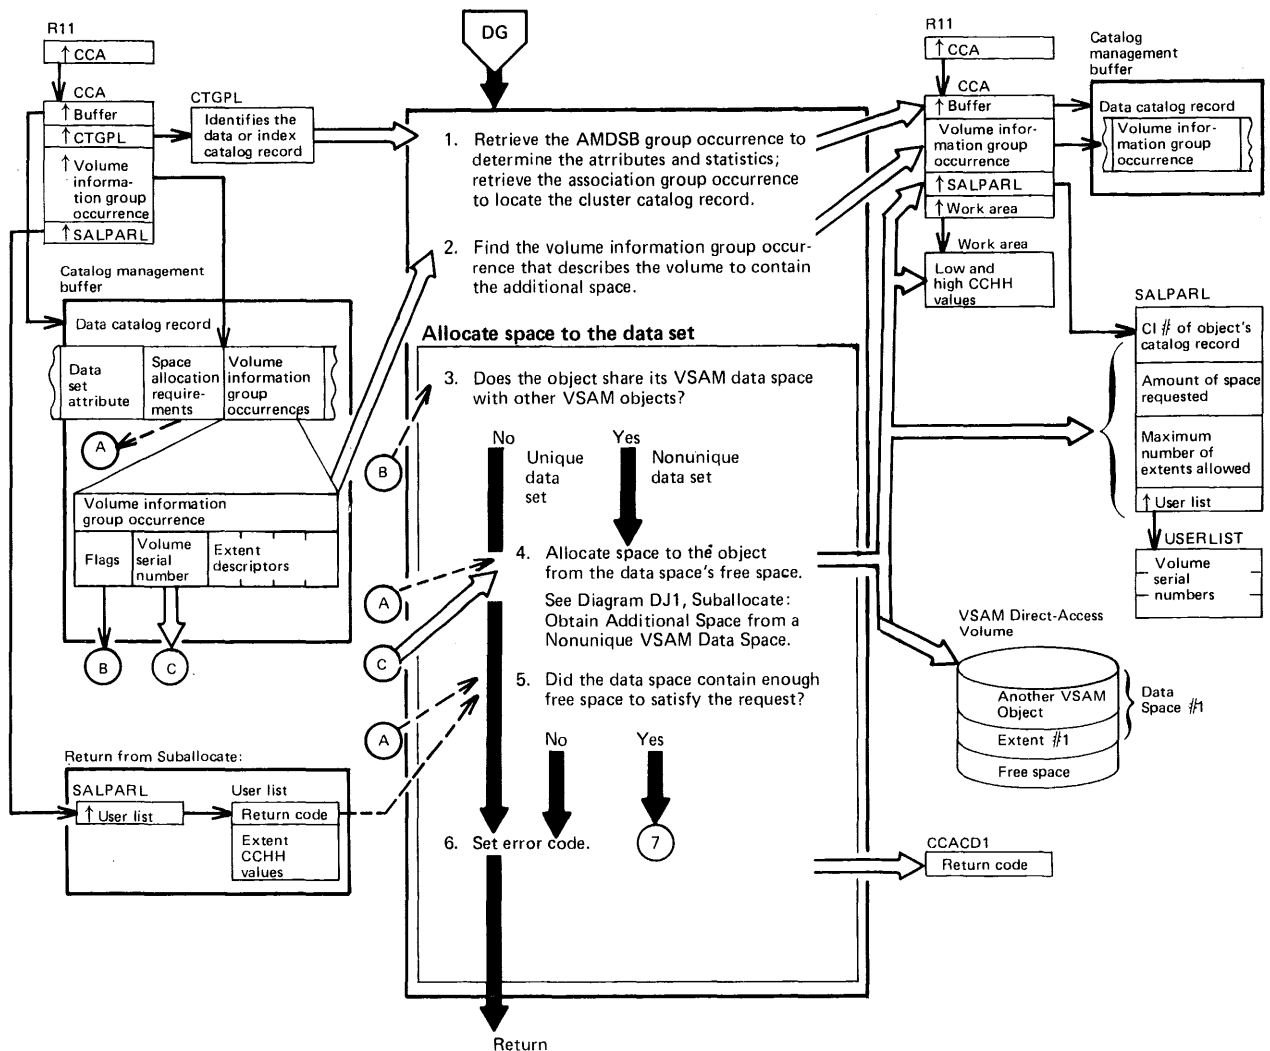 R11
↑ CCA
CCA
↑ Buffer
↑ CTGPL
↑ Volume
informa-
tion group
occurrence
↑ SALPARL
CTGPL
Identifies the
data or index
catalog record
Catalog management
buffer
Data catalog record
Data
set
attribute
Space
allocation
require-
ments
Volume
information
group
occurrences
A
Volume information
group occurrence
Flags
Volume
serial
number
Extent
descriptors
B
C
Return from Suballocate:
SALPARL
↑ User list
User list
Return code
Extent
CCHH
values
DG
1. Retrieve the AMDSB group occurrence to
determine the atrributes and statistics;
retrieve the association group occurrence
to locate the cluster catalog record.
2. Find the volume information group occur-
rence that describes the volume to contain
the additional space.
Allocate space to the data set
3. Does the object share its VSAM data space
with other VSAM objects?
B
No
Unique
data
set
Yes
Nonunique
data set
4. Allocate space to the object
from the data space's free space.
See Diagram DJ1, Suballocate:
Obtain Additional Space from a
Nonunique VSAM Data Space.
A
C
5. Did the data space contain enough
free space to satisfy the request?
A
No
Yes
6. Set error code.
7
Return
R11
↑ CCA
CCA
↑ Buffer
Volume infor-
mation group
occurrence
↑ SALPARL
↑ Work area
Work area
Low and
high CCHH
values
Catalog
management
buffer
Data catalog record
Volume infor-
mation group
occurrence
SALPARL
CI # of object's
catalog record
Amount of space
requested
Maximum
number of
extents allowed
↑ User list
USERLIST
Volume
serial
numbers
VSAM Direct-Access
Volume
Another VSAM
Object
Extent #1
Free space
Data
Space #1
CCACD1
Return code